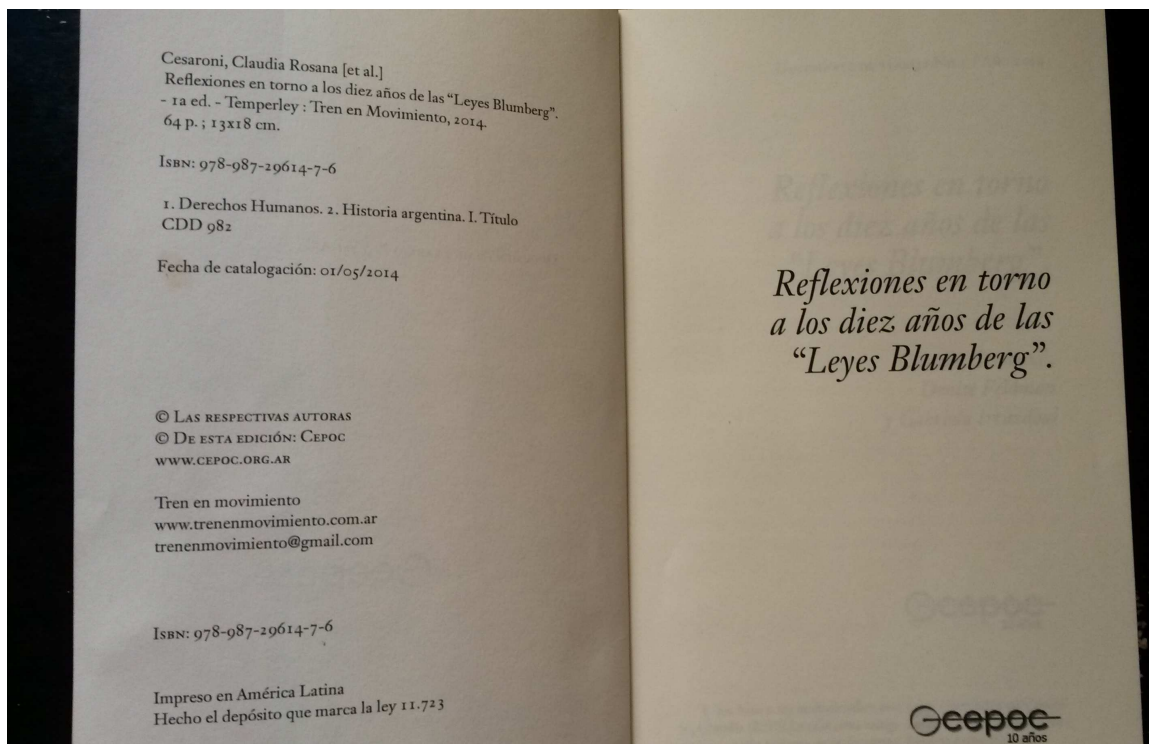 Cesaroni, Claudia Rosana [et al.]
Reflexiones en torno a los diez años de las “Leyes Blumberg”.
- 1a ed. - Temperley : Tren en Movimiento, 2014.
64 p. ; 13x18 cm.
Isbn: 978-987-29614-7-6
1. Derechos Humanos. 2. Historia argentina. I. Título
CDD 982
Fecha de catalogación: 01/05/2014
© Las respectivas autoras
© De esta edición: Cepoc
www.cepoc.org.ar
Tren en movimiento
www.trenenmovimiento.com.ar
trenenmovimiento@gmail.com
Isbn: 978-987-29614-7-6
Impreso en América Latina
Hecho el depósito que marca la ley 11.723
Reflexiones en torno
a los diez años de las
“Leyes Blumberg”.
cepoc
10 años